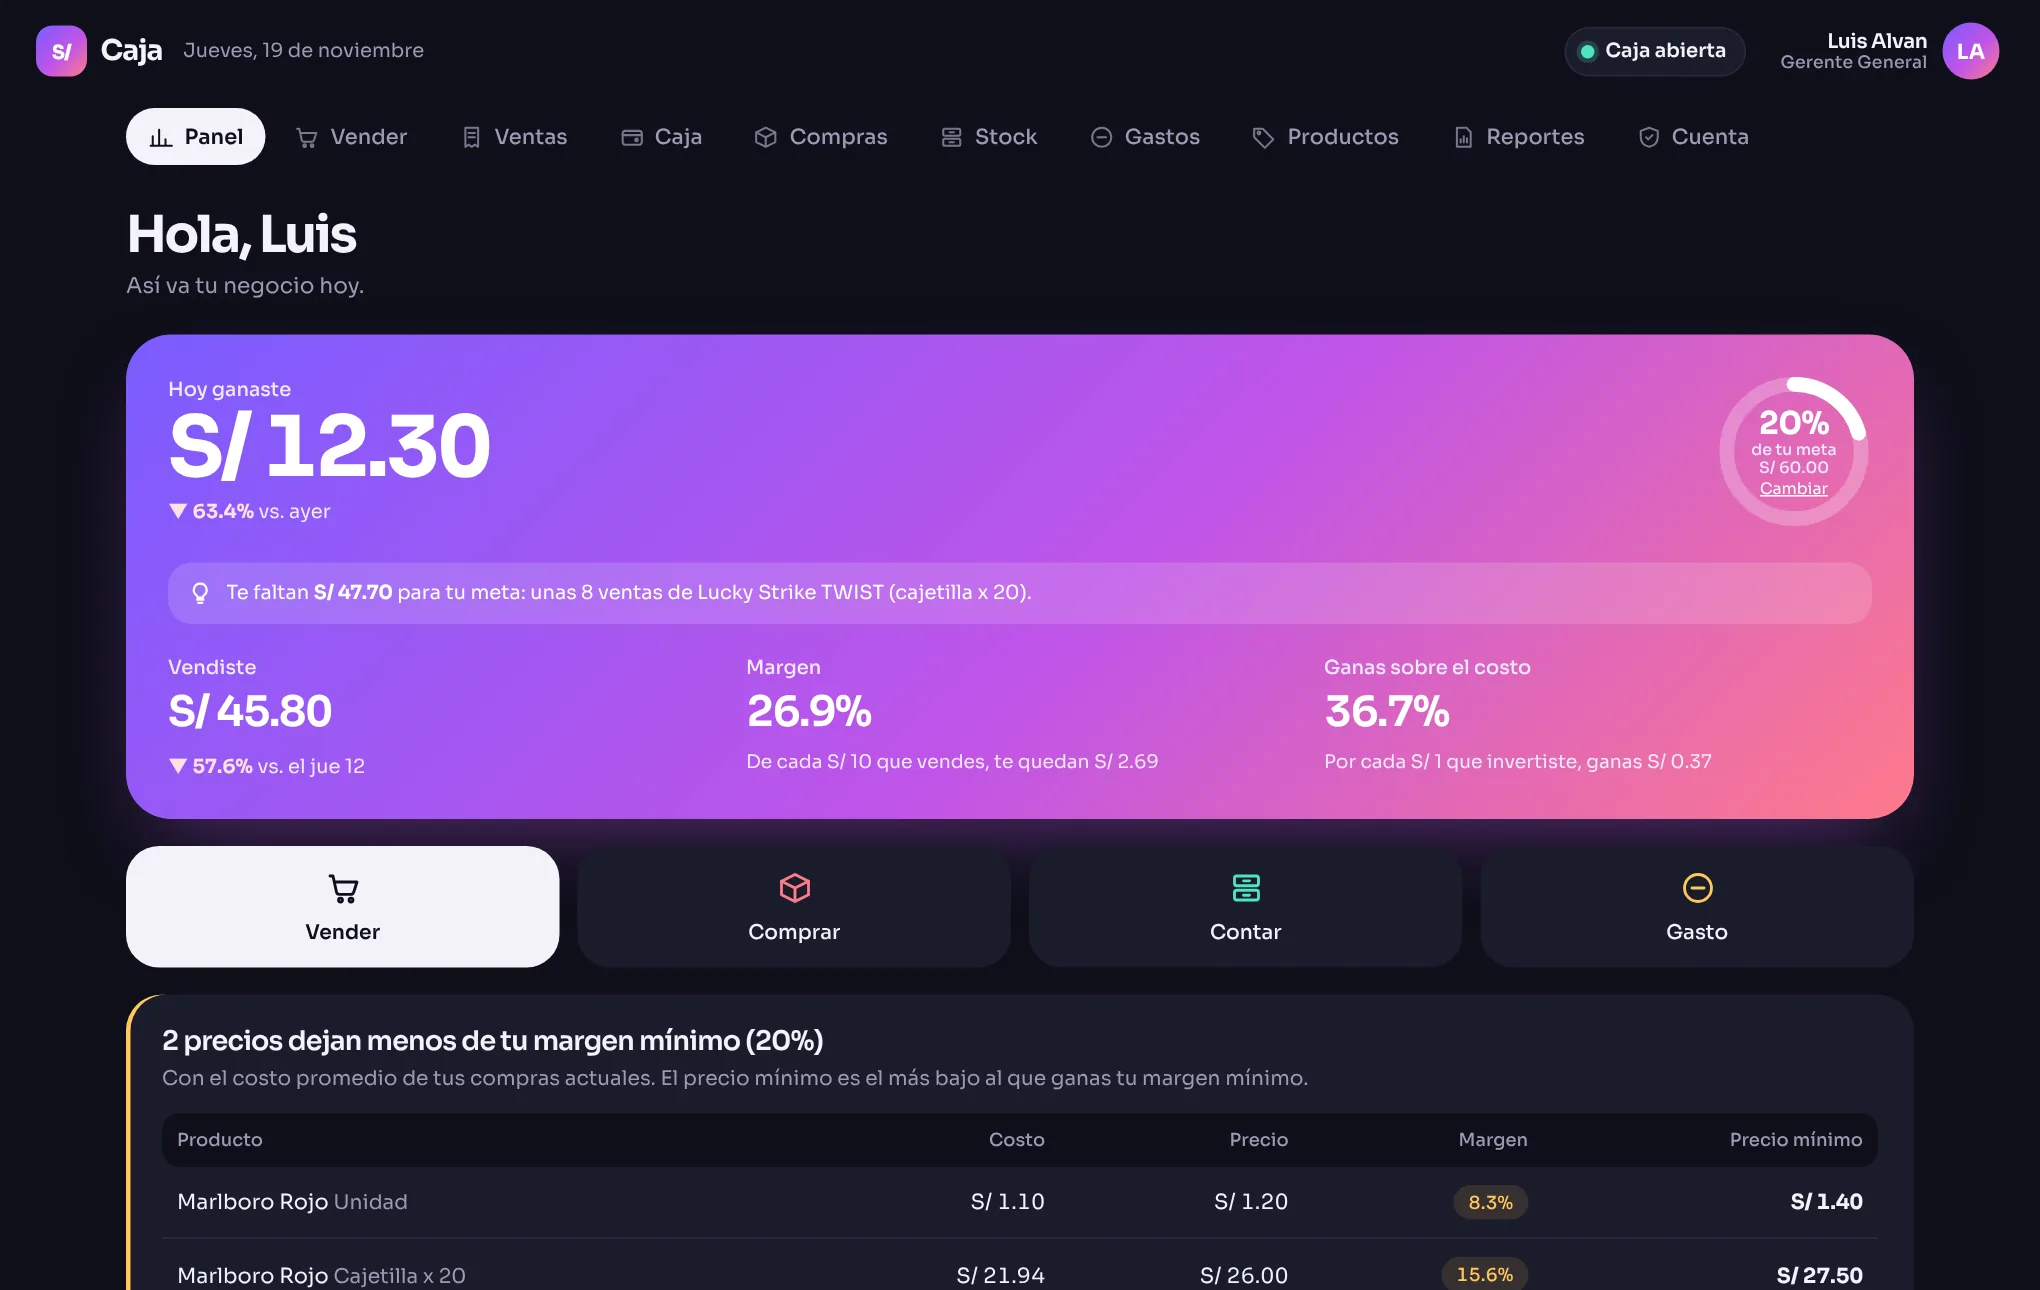 S/ Caja Jueves, 19 de noviembre
Caja abierta
Luis Alvan
Gerente General
LA
Panel Vender Ventas Caja Compras Stock Gastos Productos Reportes Cuenta
Hola, Luis
Así va tu negocio hoy.
Hoy ganaste
S/ 12.30
▼ 63.4% vs. ayer
20%
de tu meta
S/ 60.00
Cambiar
Te faltan S/ 47.70 para tu meta: unas 8 ventas de Lucky Strike TWIST (cajetilla x 20).
Vendiste
S/ 45.80
▼ 57.6% vs. el jue 12
Margen
26.9%
De cada S/ 10 que vendes, te quedan S/ 2.69
Ganas sobre el costo
36.7%
Por cada S/ 1 que invertiste, ganas S/ 0.37
Vender Comprar Contar Gasto
2 precios dejan menos de tu margen mínimo (20%)
Con el costo promedio de tus compras actuales. El precio mínimo es el más bajo al que ganas tu margen mínimo.
Producto Costo Precio Margen Precio mínimo
Marlboro Rojo Unidad S/ 1.10 S/ 1.20 8.3% S/ 1.40
Marlboro Rojo Cajetilla x 20 S/ 21.94 S/ 26.00 15.6% S/ 27.50